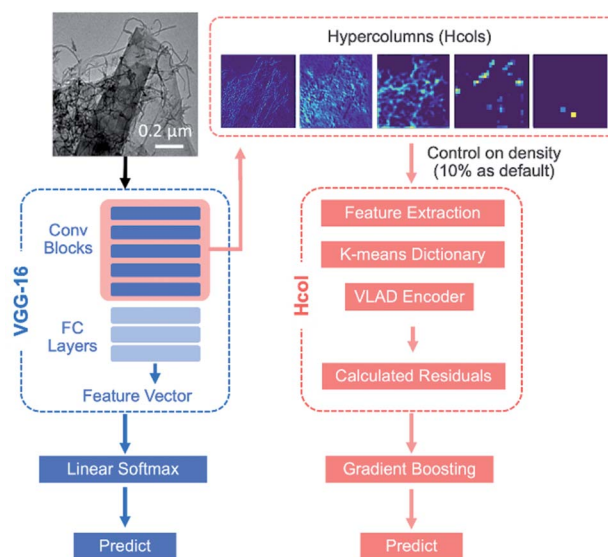 Hypercolumns (Hcols)
0.2 μm
Control on density
(10% as default)
VGG-16
Conv
Blocks
FC
Layers
Feature Vector
Linear Softmax
Predict
Hcol
Feature Extraction
K-means Dictionary
VLAD Encoder
Calculated Residuals
Gradient Boosting
Predict